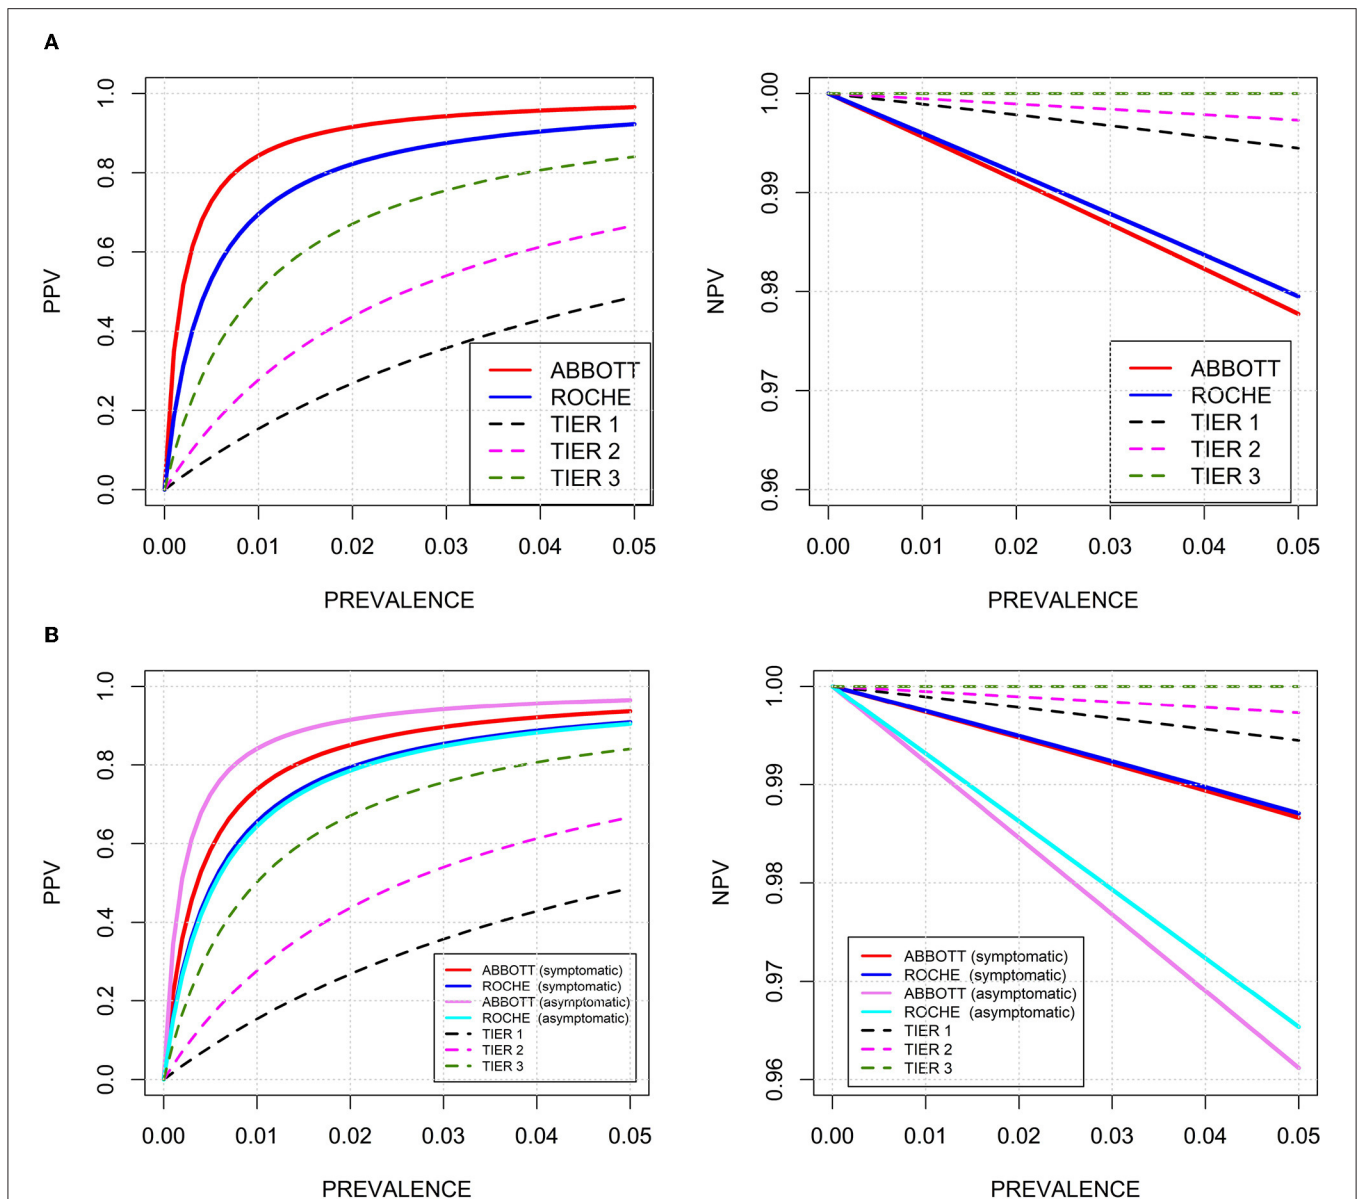 A
PPV
1.0
0.8
0.6
0.4
0.2
0.0
ABBOTT
ROCHE
TIER 1
TIER 2
TIER 3
0.00 0.01 0.02 0.03 0.04 0.05
PREVALENCE
NPV
1.00
0.99
0.98
0.97
0.96
ABBOTT
ROCHE
TIER 1
TIER 2
TIER 3
0.00 0.01 0.02 0.03 0.04 0.05
PREVALENCE
B
PPV
1.0
0.8
0.6
0.4
0.2
0.0
ABBOTT (symptomatic)
ROCHE (symptomatic)
ABBOTT (asymptomatic)
ROCHE (asymptomatic)
TIER 1
TIER 2
TIER 3
0.00 0.01 0.02 0.03 0.04 0.05
PREVALENCE
NPV
1.00
0.99
0.98
0.97
0.96
ABBOTT (symptomatic)
ROCHE (symptomatic)
ABBOTT (asymptomatic)
ROCHE (asymptomatic)
TIER 1
TIER 2
TIER 3
0.00 0.01 0.02 0.03 0.04 0.05
PREVALENCE